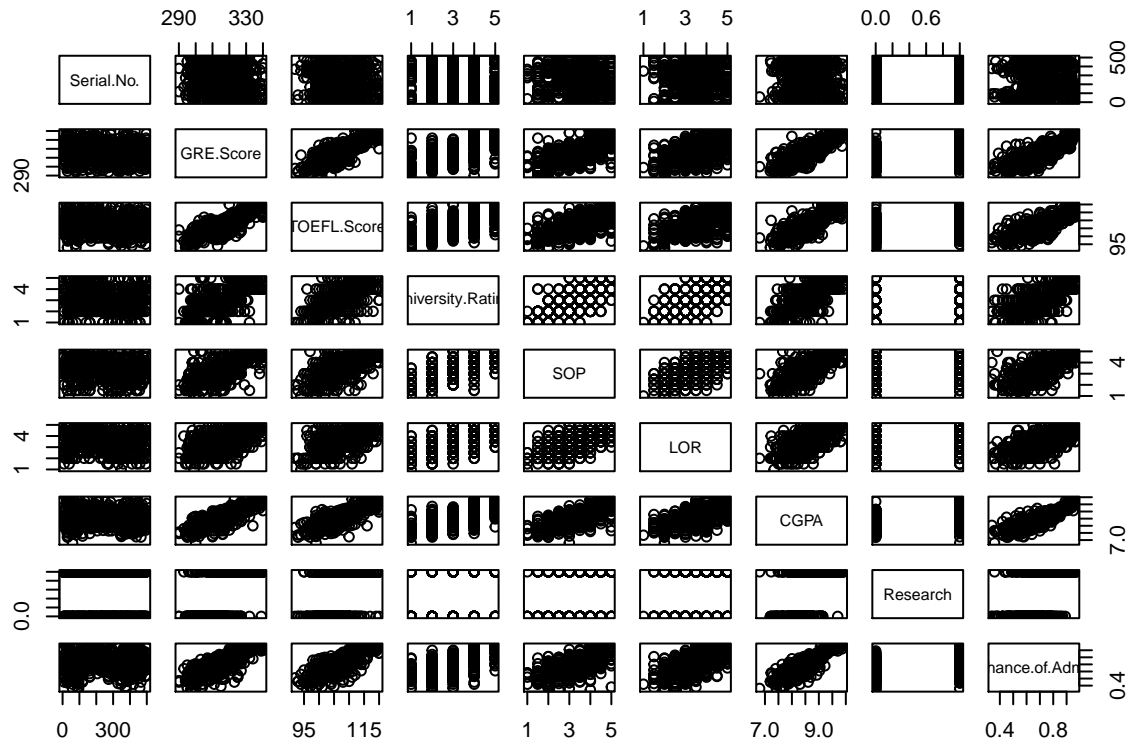 290 330 1 3 5 1 3 5 0.0 0.6
Serial.No. 0 500
290 GRE.Score
TOEFL.Score 95
1 4 niversity.Ratin
SOP 1 4
1 4 LOR
CGPA 7.0
0.0 Research
hance.of.Adm 0.4
0 300 95 115 1 3 5 7.0 9.0 0.4 0.8